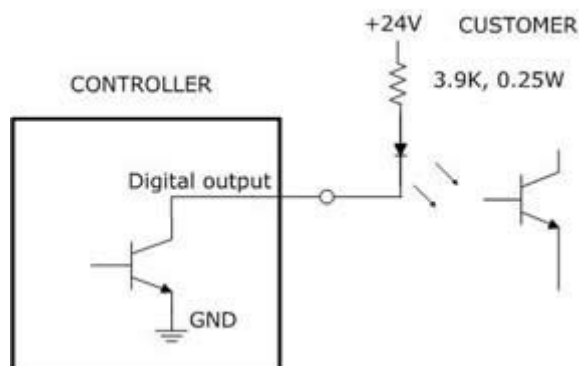 +24V CUSTOMER
3.9K, 0.25W
CONTROLLER
Digital output
GND